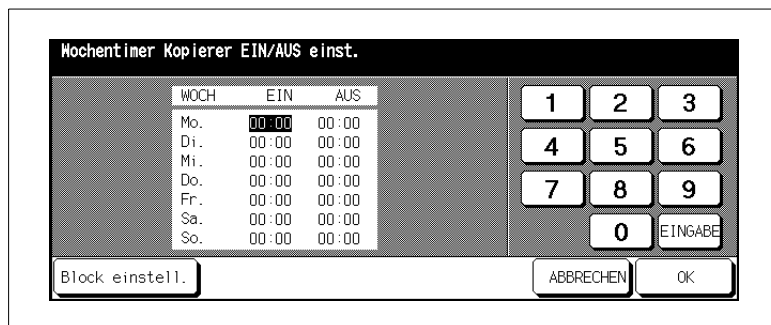 Wochentimer Kopierer EIN/AUS einst.
WOCH EIN AUS
Mo. 00:00 00:00
Di. 00:00 00:00
Mi. 00:00 00:00
Do. 00:00 00:00
Fr. 00:00 00:00
Sa. 00:00 00:00
So. 00:00 00:00
1 2 3
4 5 6
7 8 9
0 EINGABE
Block einstell. ABBRECHEN OK